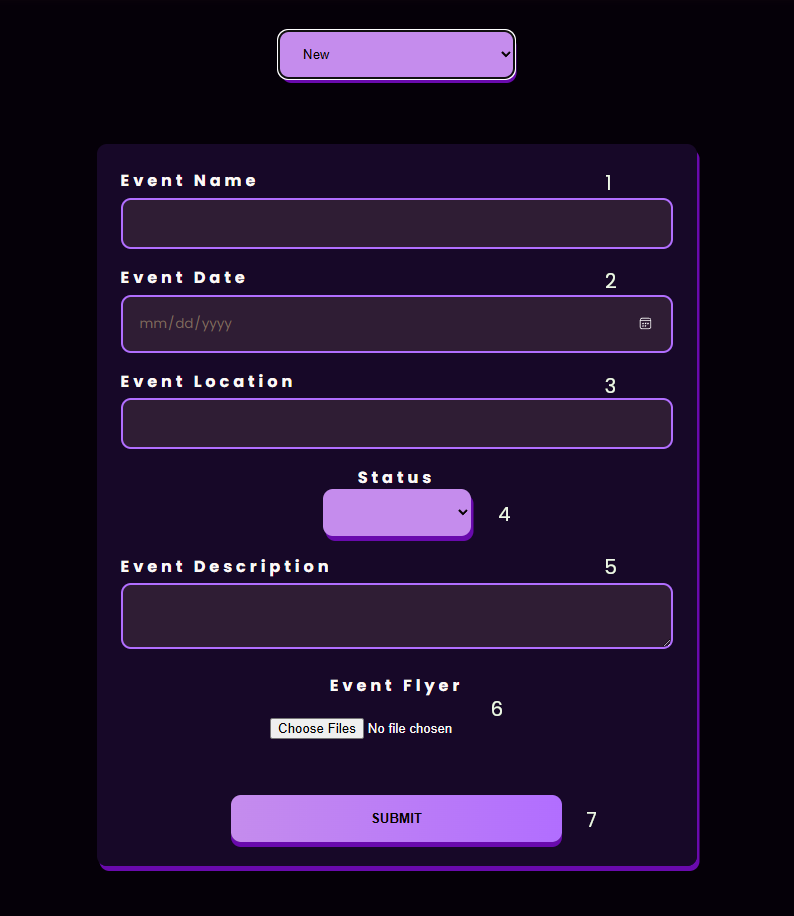 New
Event Name 1
Event Date 2
mm/dd/yyyy
Event Location 3
Status
4
Event Description 5
Event Flyer
6
Choose Files No file chosen
SUBMIT 7